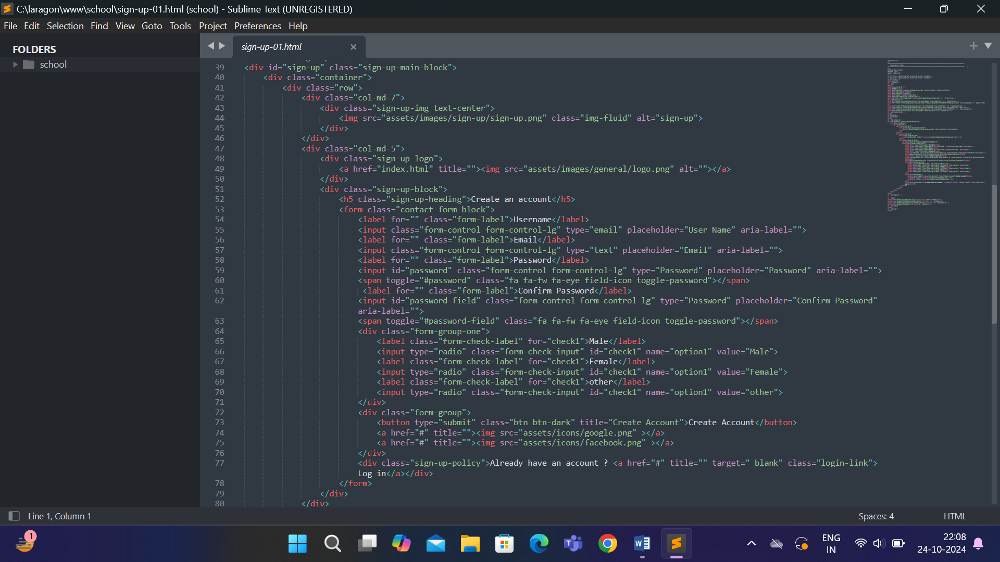 C:\laragon\www\school\sign-up-01.html (school) - Sublime Text (UNREGISTERED)
File Edit Selection Find View Goto Tools Project Preferences Help
FOLDERS
school
sign-up-01.html
39 <div id="sign-up" class="sign-up-main-block">
40 <div class="container">
41 <div class="row">
42 <div class="col-md-7">
43 <div class="sign-up-img text-center">
44 <img src="assets/images/sign-up/sign-up.png" class="img-fluid" alt="sign-up">
45 </div>
46 </div>
47 <div class="col-md-5">
48 <div class="sign-up-logo">
49 <a href="index.html" title=""><img src="assets/images/general/logo.png" alt=""></a>
50 </div>
51 <div class="sign-up-block">
52 <h5 class="sign-up-heading">Create an account</h5>
53 <form class="contact-form-block">
54 <label for="" class="form-label">Username</label>
55 <input class="form-control form-control-lg" type="email" placeholder="User Name" aria-label="">
56 <label for="" class="form-label">Email</label>
57 <input class="form-control form-control-lg" type="text" placeholder="Email" aria-label="">
58 <label for="" class="form-label">Password</label>
59 <input id="password" class="form-control form-control-lg" type="Password" placeholder="Password" aria-label="">
60 <span toggle="#password" class="fa fa-fw fa-eye field-icon toggle-password"></span>
61 <label for="" class="form-label">Confirm Password</label>
62 <input id="password-field" class="form-control form-control-lg" type="Password" placeholder="Confirm Password"
aria-label="">
63 <span toggle="#password-field" class="fa fa-fw fa-eye field-icon toggle-password"></span>
64 <div class="form-group-one">
65 <label class="form-check-label" for="check1">Male</label>
66 <input type="radio" class="form-check-input" id="check1" name="option1" value="Male">
67 <label class="form-check-label" for="check1">Female</label>
68 <input type="radio" class="form-check-input" id="check1" name="option1" value="Female">
69 <label class="form-check-label" for="check1">other</label>
70 <input type="radio" class="form-check-input" id="check1" name="option1" value="other">
71 </div>
72 <div class="form-group">
73 <button type="submit" class="btn btn-dark" title="Create Account">Create Account</button>
74 <a href="#" title=""><img src="assets/icons/google.png" ></a>
75 <a href="#" title=""><img src="assets/icons/facebook.png" ></a>
76 </div>
77 <div class="sign-up-policy">Already have an account ? <a href="#" title="" target="_blank" class="login-link">
Log in</a></div>
78 </form>
79 </div>
80 </div>
Line 1, Column 1 Spaces: 4 HTML
1
ENG
IN
22:08
24-10-2024